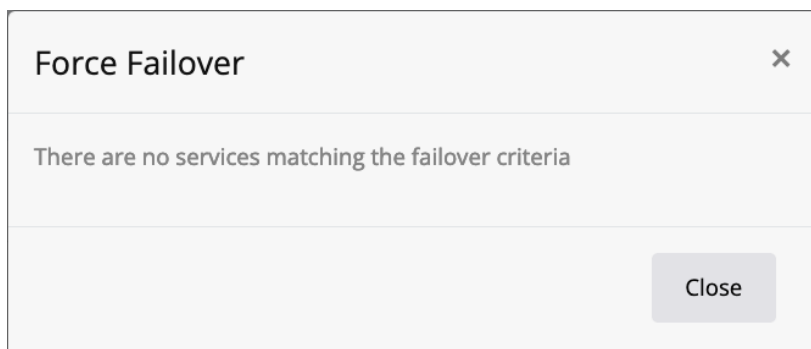 Force Failover
×
There are no services matching the failover criteria
Close